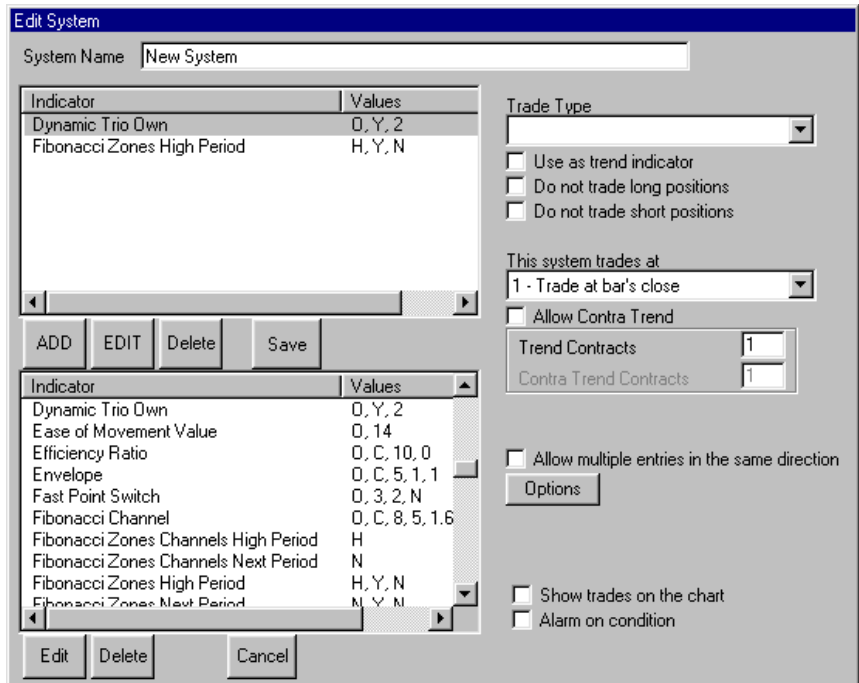 Edit System
System Name New System
Indicator Values
Dynamic Trio Own O, Y, 2
Fibonacci Zones High Period H, Y, N
ADD EDIT Delete Save
Indicator Values
Dynamic Trio Own O, Y, 2
Ease of Movement Value O, 14
Efficiency Ratio O, C, 10, 0
Envelope O, C, 5, 1, 1
Fast Point Switch O, 3, 2, N
Fibonacci Channel O, C, 8, 5, 1.6
Fibonacci Zones Channels High Period H
Fibonacci Zones Channels Next Period N
Fibonacci Zones High Period H, Y, N
Fibonacci Zones Next Period N, Y, N
Edit Delete Cancel
Trade Type
Use as trend indicator
Do not trade long positions
Do not trade short positions
This system trades at
1 - Trade at bar's close
Allow Contra Trend
Trend Contracts 1
Contra Trend Contracts 1
Allow multiple entries in the same direction
Options
Show trades on the chart
Alarm on condition